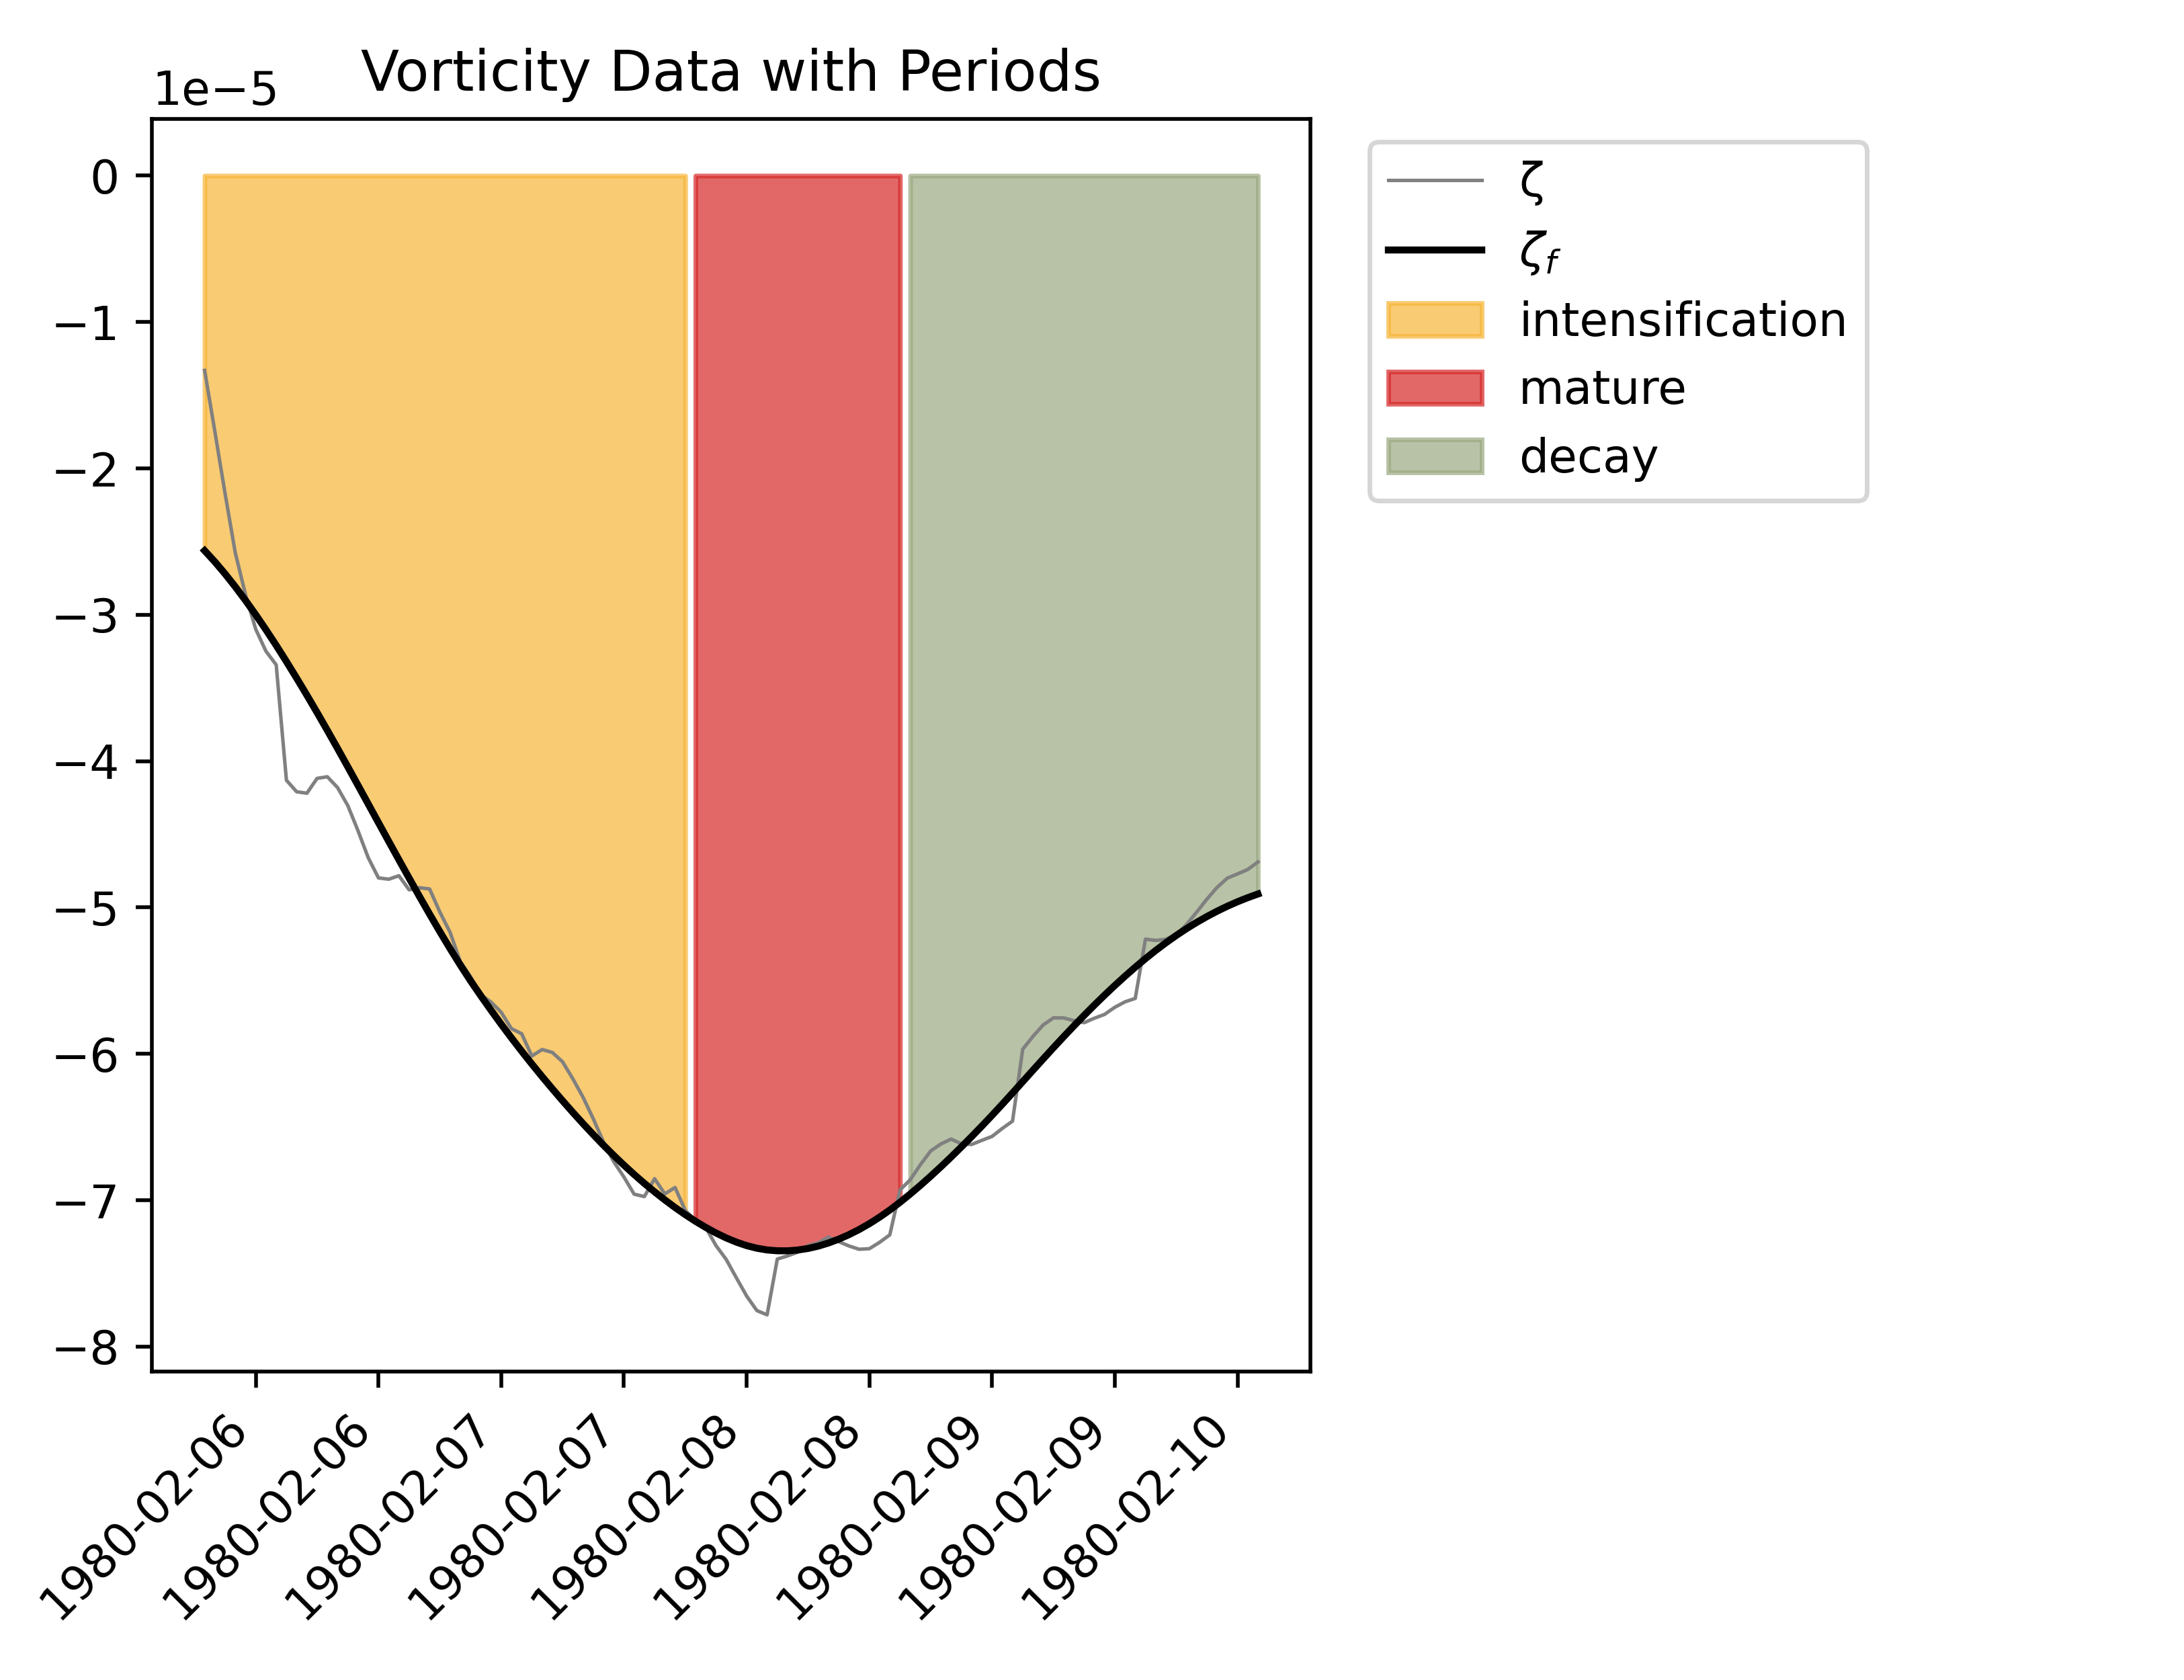 Vorticity Data with Periods
1e−5
0
−1
−2
−3
−4
−5
−6
−7
−8
1980-02-06
1980-02-06
1980-02-07
1980-02-07
1980-02-08
1980-02-08
1980-02-09
1980-02-09
1980-02-10
ζ
ζf
intensification
mature
decay